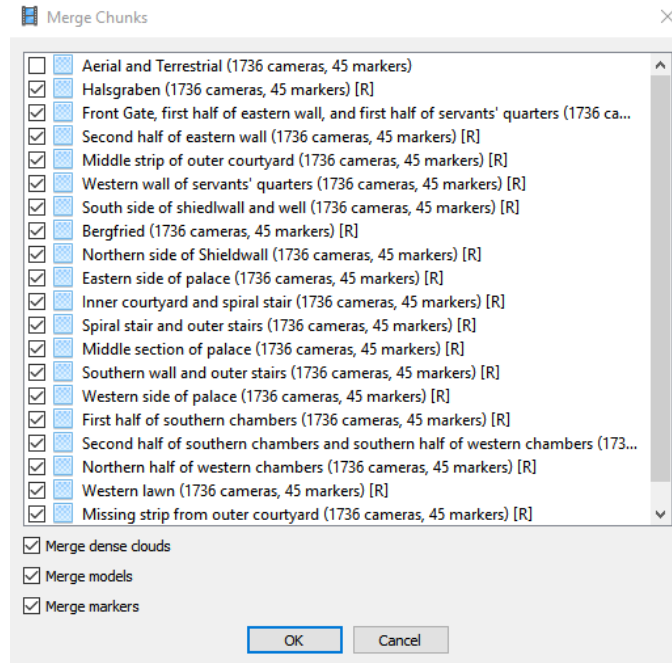 Merge Chunks
Aerial and Terrestrial (1736 cameras, 45 markers)
Halsgraben (1736 cameras, 45 markers) [R]
Front Gate, first half of eastern wall, and first half of servants' quarters (1736 ca...
Second half of eastern wall (1736 cameras, 45 markers) [R]
Middle strip of outer courtyard (1736 cameras, 45 markers) [R]
Western wall of servants' quarters (1736 cameras, 45 markers) [R]
South side of shiedlwall and well (1736 cameras, 45 markers) [R]
Bergfried (1736 cameras, 45 markers) [R]
Northern side of Shieldwall (1736 cameras, 45 markers) [R]
Eastern side of palace (1736 cameras, 45 markers) [R]
Inner courtyard and spiral stair (1736 cameras, 45 markers) [R]
Spiral stair and outer stairs (1736 cameras, 45 markers) [R]
Middle section of palace (1736 cameras, 45 markers) [R]
Southern wall and outer stairs (1736 cameras, 45 markers) [R]
Western side of palace (1736 cameras, 45 markers) [R]
First half of southern chambers (1736 cameras, 45 markers) [R]
Second half of southern chambers and southern half of western chambers (173...
Northern half of western chambers (1736 cameras, 45 markers) [R]
Western lawn (1736 cameras, 45 markers) [R]
Missing strip from outer courtyard (1736 cameras, 45 markers) [R]
Merge dense clouds
Merge models
Merge markers
OK Cancel